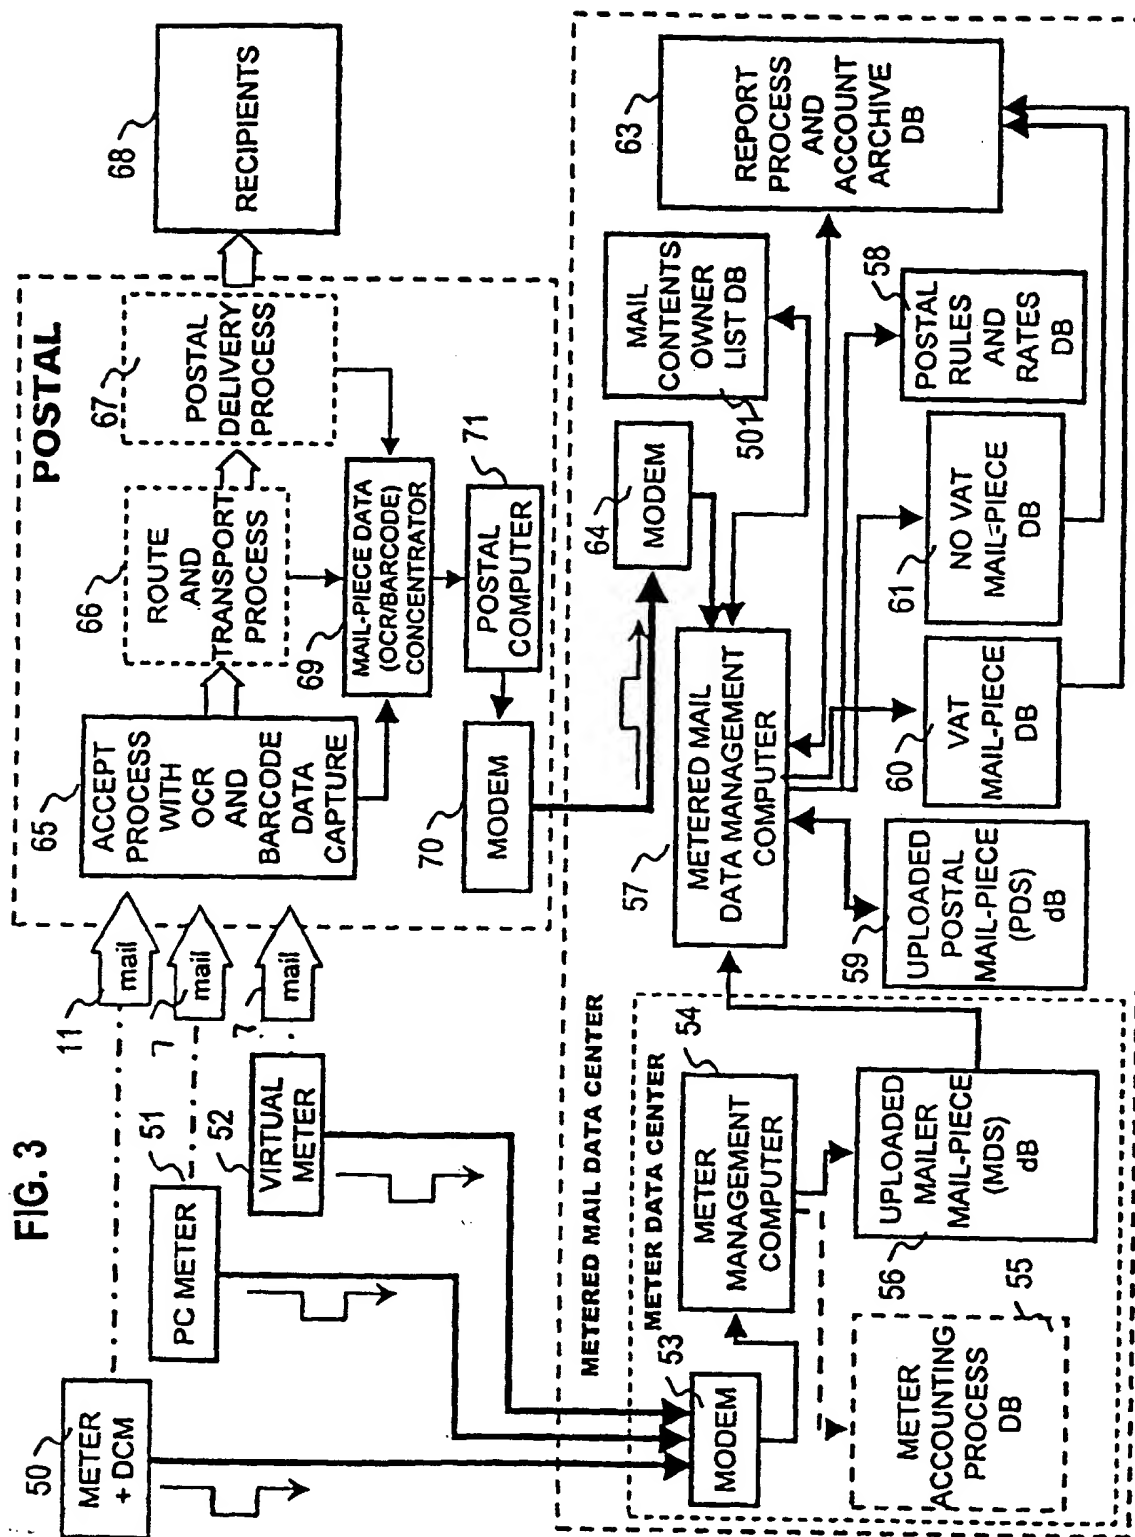 FIG. 3
50
METER
+ DCM
51
PC METER
52
VIRTUAL
METER
11
mail
7
mail
7
mail
POSTAL
65
ACCEPT
PROCESS
WITH
OCR
AND
BARCODE
DATA
CAPTURE
66
ROUTE
AND
TRANSPORT
PROCESS
67
POSTAL
DELIVERY
PROCESS
68
RECIPIENTS
69
MAIL-PIECE DATA
(OCR/BARCODE)
CONCENTRATOR
71
POSTAL
COMPUTER
70
MODEM
METERED MAIL DATA CENTER
METER DATA CENTER
53
MODEM
54
METER
MANAGEMENT
COMPUTER
METER
ACCOUNTING
PROCESS
DB
55
56
UPLOADED
MAILER
MAIL-PIECE
(MDS)
dB
57
METERED MAIL
DATA MANAGEMENT
COMPUTER
64
MODEM
MAIL
CONTENTS
OWNER
LIST DB
501
63
REPORT
PROCESS
AND
ACCOUNT
ARCHIVE
DB
59
UPLOADED
POSTAL
MAIL-PIECE
(PDS)
dB
60
VAT
MAIL-PIECE
DB
61
NO VAT
MAIL=PIECE
DB
58
POSTAL
RULES
AND
RATES
DB